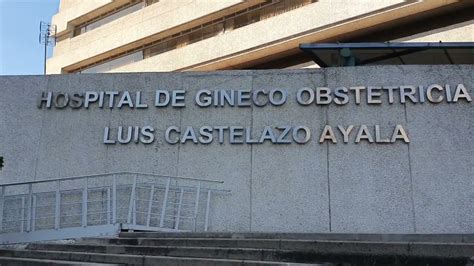 HOSPITAL DE GINECO OBSTETRICIA
LUIS CASTELAZO AYALA